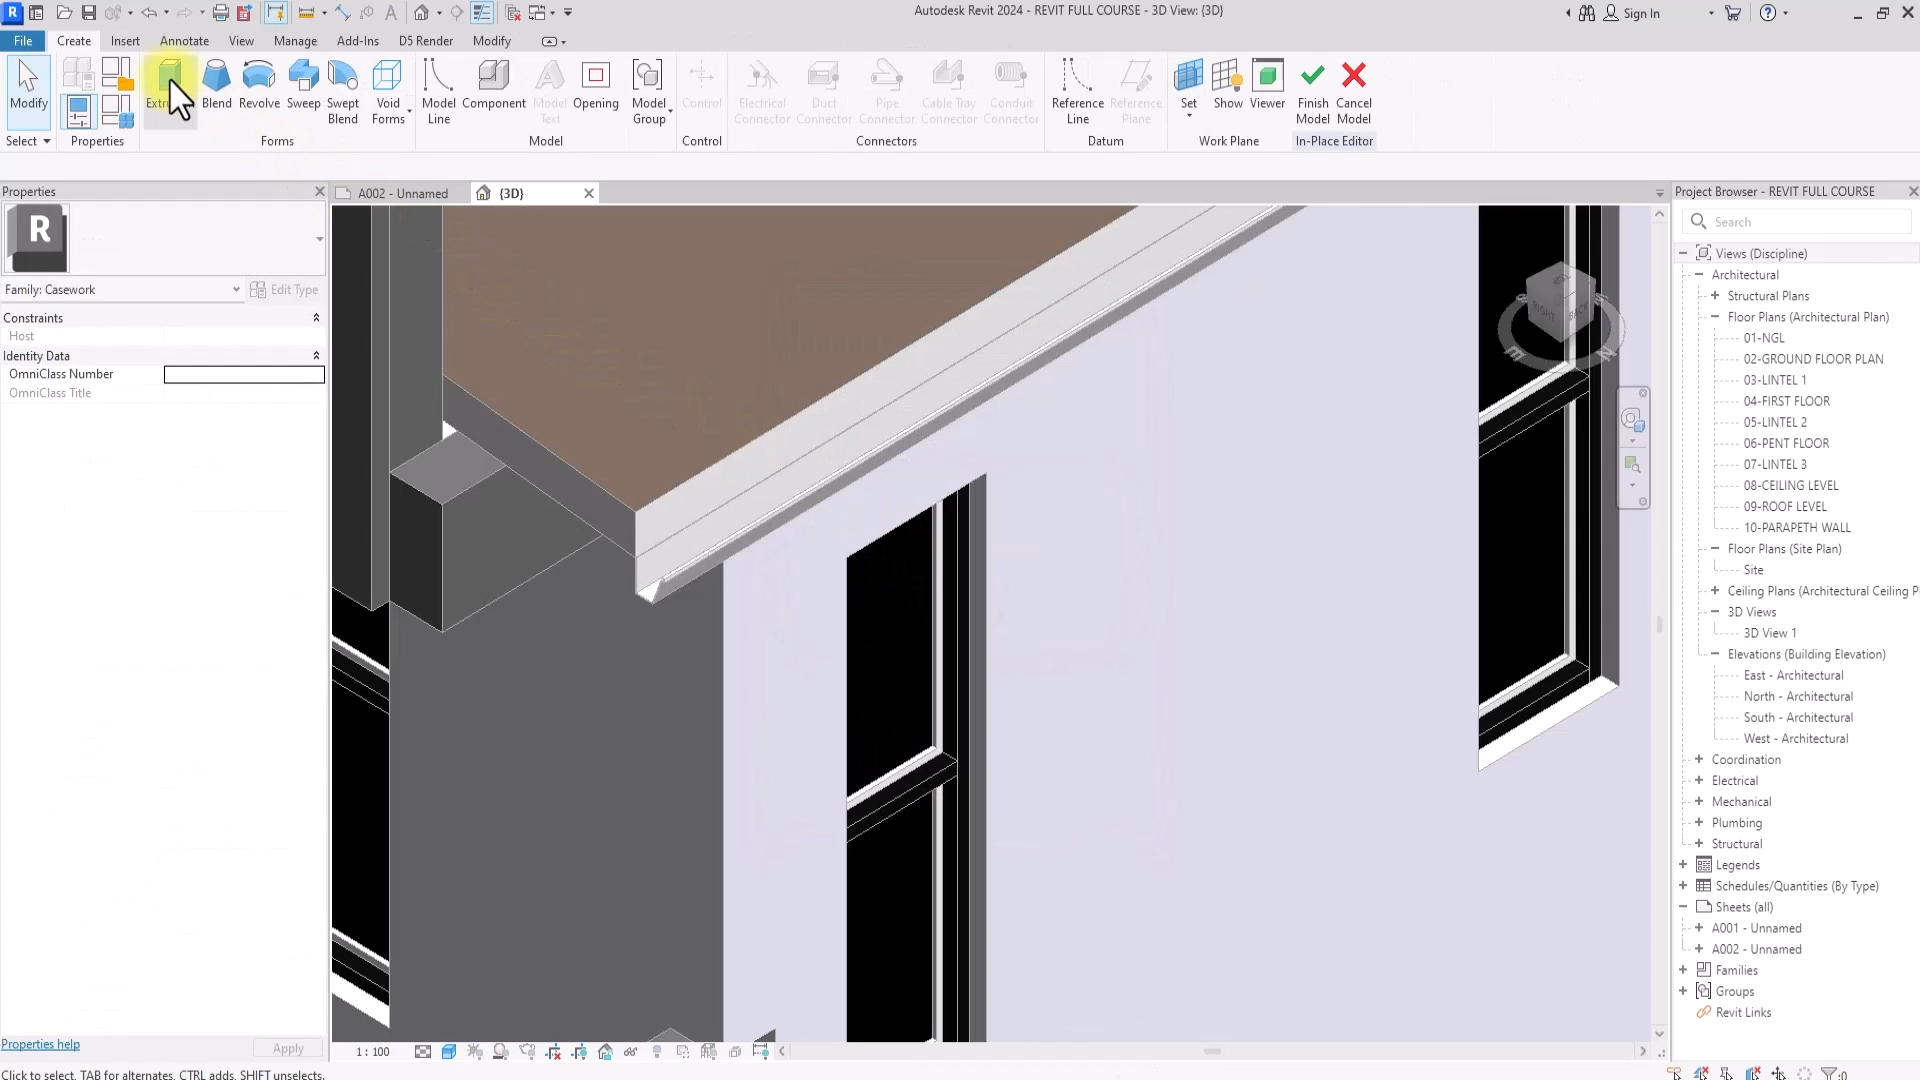 Autodesk Revit 2024 - REVIT FULL COURSE - 3D View: {3D}
Sign In
File Create Insert Annotate View Manage Add-Ins D5 Render Modify
Modify
Blend Revolve Sweep Swept Blend Void Forms
Model Line Component Model Text Opening Model Group
Control
Electrical Connector Duct Connector Pipe Connector Cable Tray Connector Conduit Connector
Reference Line Reference Plane
Set Show Viewer Finish Model Cancel Model
Select Properties Forms Model Control Connectors Datum Work Plane In-Place Editor
Properties
R
Family: Casework
Edit Type
Constraints
Host
Identity Data
OmniClass Number
OmniClass Title
Properties help
Apply
A002 - Unnamed
{3D}
TOP
RIGHT
BACK
1 : 100
Project Browser - REVIT FULL COURSE
Search
Views (Discipline)
Architectural
Structural Plans
Floor Plans (Architectural Plan)
01-NGL
02-GROUND FLOOR PLAN
03-LINTEL 1
04-FIRST FLOOR
05-LINTEL 2
06-PENT FLOOR
07-LINTEL 3
08-CEILING LEVEL
09-ROOF LEVEL
10-PARAPETH WALL
Floor Plans (Site Plan)
Site
Ceiling Plans (Architectural Ceiling P
3D Views
3D View 1
Elevations (Building Elevation)
East - Architectural
North - Architectural
South - Architectural
West - Architectural
Coordination
Electrical
Mechanical
Plumbing
Structural
Legends
Schedules/Quantities (By Type)
Sheets (all)
A001 - Unnamed
A002 - Unnamed
Families
Groups
Revit Links
Click to select, TAB for alternates, CTRL adds, SHIFT unselects.
:0